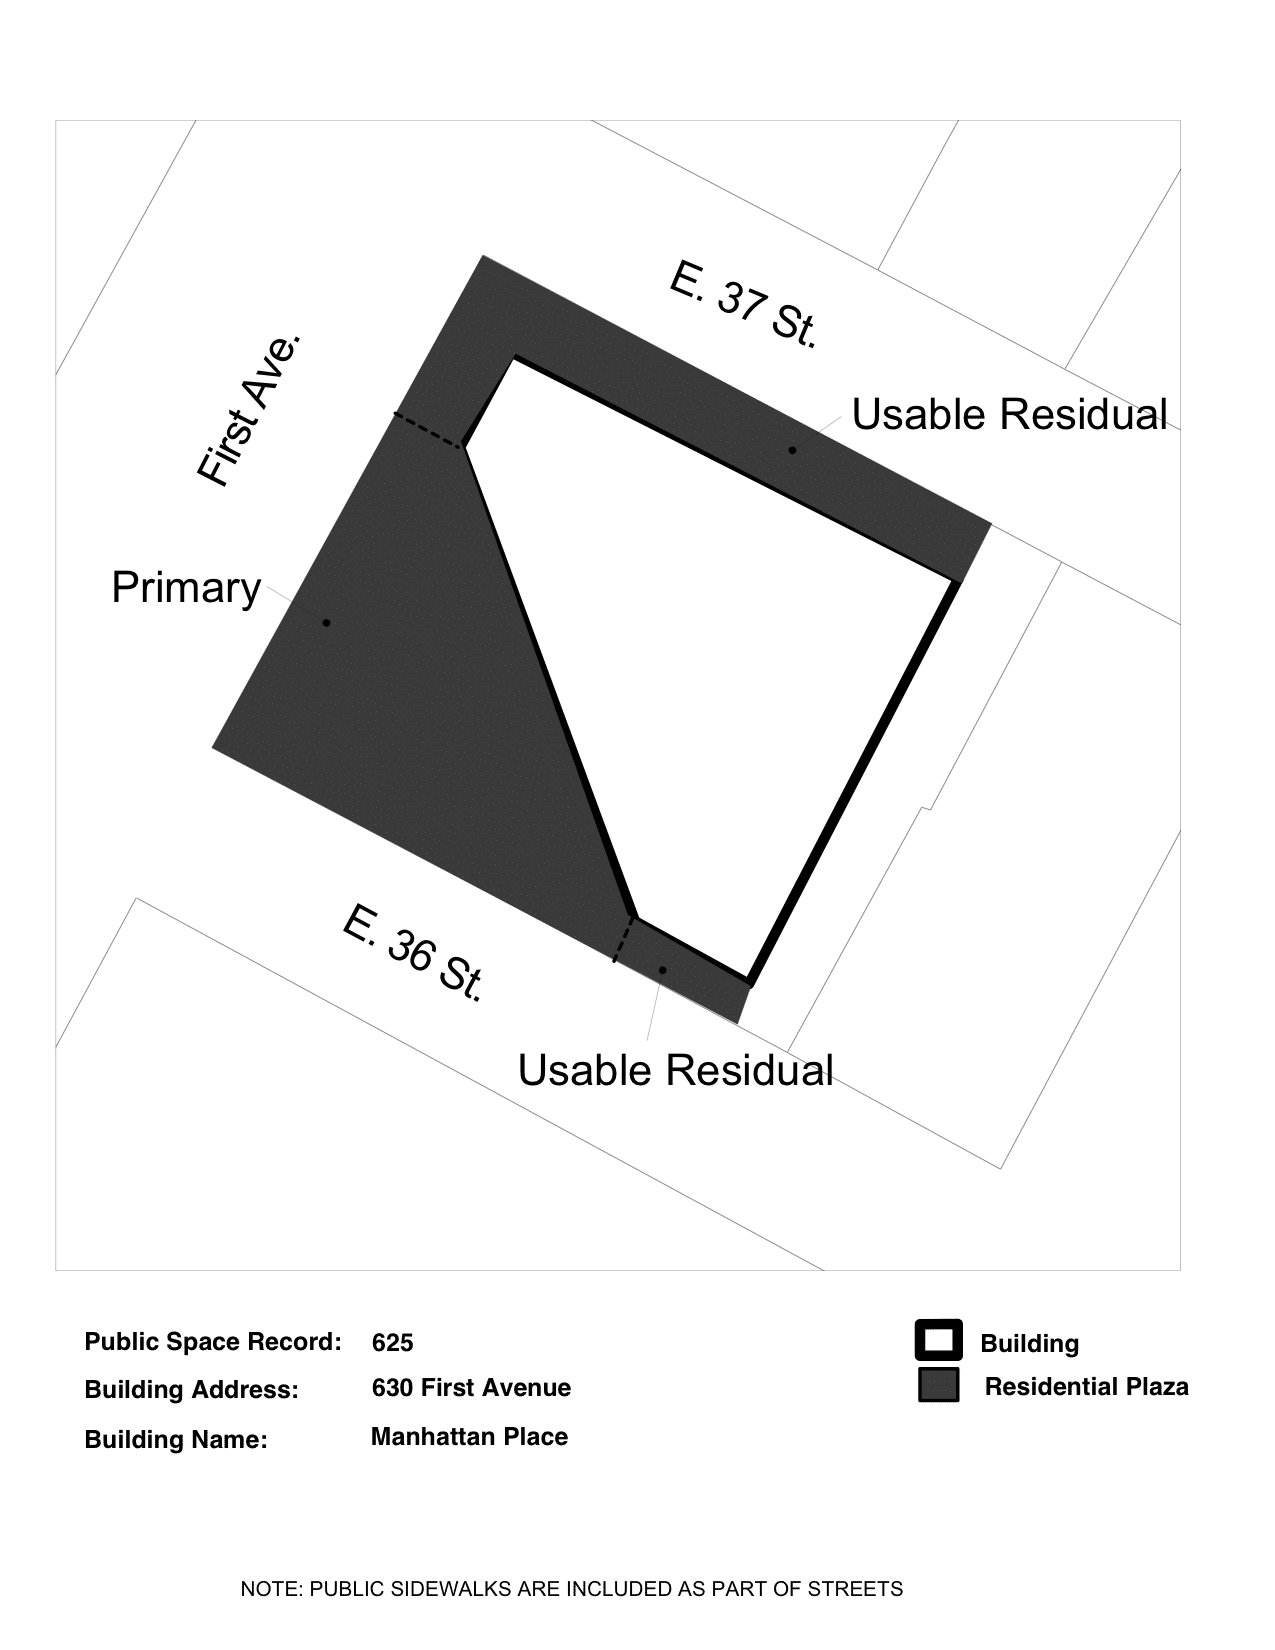 E. 37 St.
First Ave.
Usable Residual
Primary
E. 36 St.
Usable Residual
Public Space Record: 625
Building Address: 630 First Avenue
Building Name: Manhattan Place
Building
Residential Plaza
NOTE: PUBLIC SIDEWALKS ARE INCLUDED AS PART OF STREETS